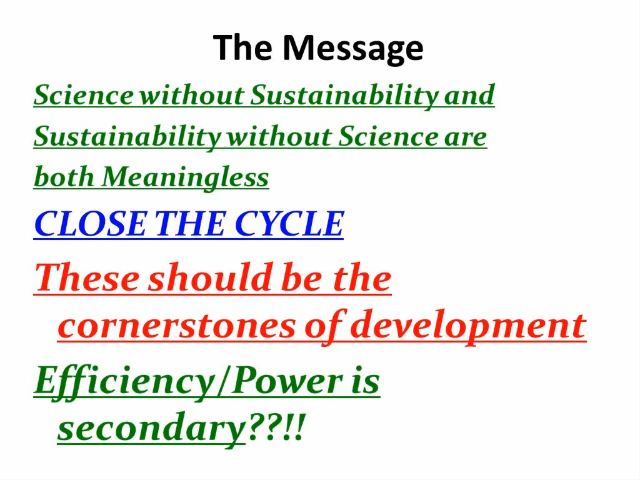 The Message
Science without Sustainability and
Sustainability without Science are
both Meaningless
CLOSE THE CYCLE
These should be the
cornerstones of development
Efficiency/Power is
secondary??!!